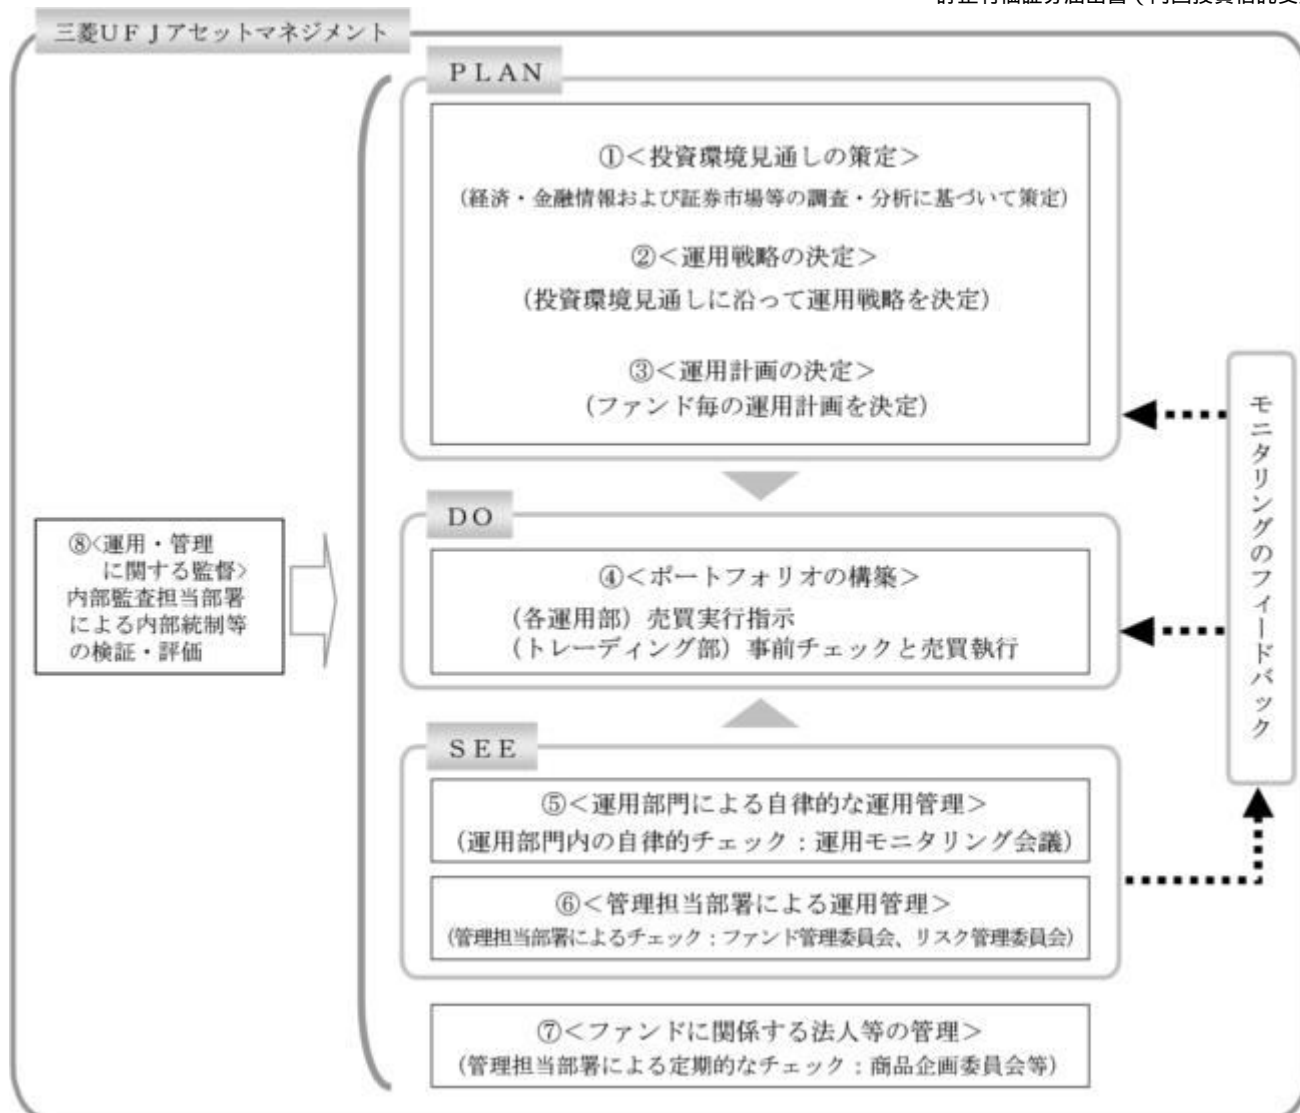 三菱ＵＦＪアセットマネジメント
ＰＬＡＮ
①＜投資環境見通しの策定＞
（経済・金融情報および証券市場等の調査・分析に基づいて策定）
②＜運用戦略の決定＞
（投資環境見通しに沿って運用戦略を決定）
③＜運用計画の決定＞
（ファンド毎の運用計画を決定）
ＤＯ
④＜ポートフォリオの構築＞
（各運用部）売買実行指示
（トレーディング部）事前チェックと売買執行
ＳＥＥ
⑤＜運用部門による自律的な運用管理＞
（運用部門内の自律的チェック：運用モニタリング会議）
⑥＜管理担当部署による運用管理＞
（管理担当部署によるチェック：ファンド管理委員会、リスク管理委員会）
⑦＜ファンドに関係する法人等の管理＞
（管理担当部署による定期的なチェック：商品企画委員会等）
⑧＜運用・管理
に関する監督＞
内部監査担当部署
による内部統制等
の検証・評価
モニタリングのフィードバック